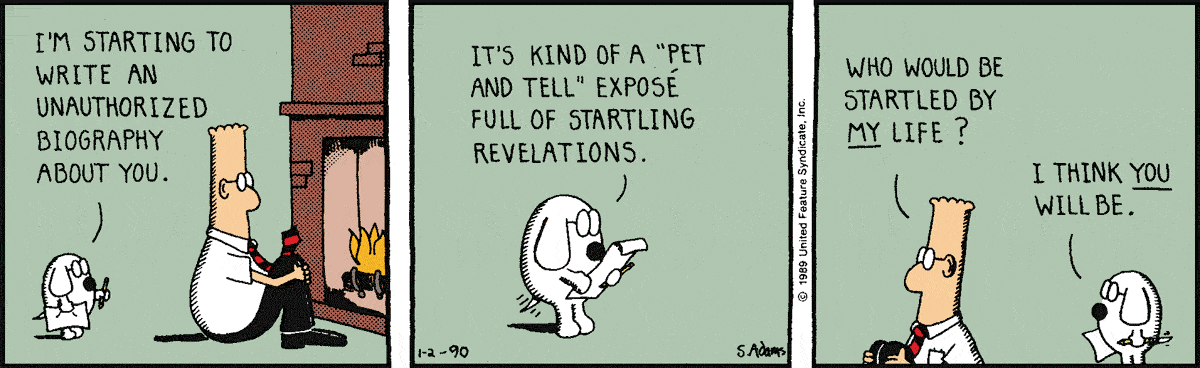 I'M STARTING TO
WRITE AN
UNAUTHORIZED
BIOGRAPHY
ABOUT YOU.
IT'S KIND OF A "PET
AND TELL" EXPOSÉ
FULL OF STARTLING
REVELATIONS.
1-2-90
S.Adams
© 1989 United Feature Syndicate, Inc.
WHO WOULD BE
STARTLED BY
MY LIFE?
I THINK YOU
WILL BE.